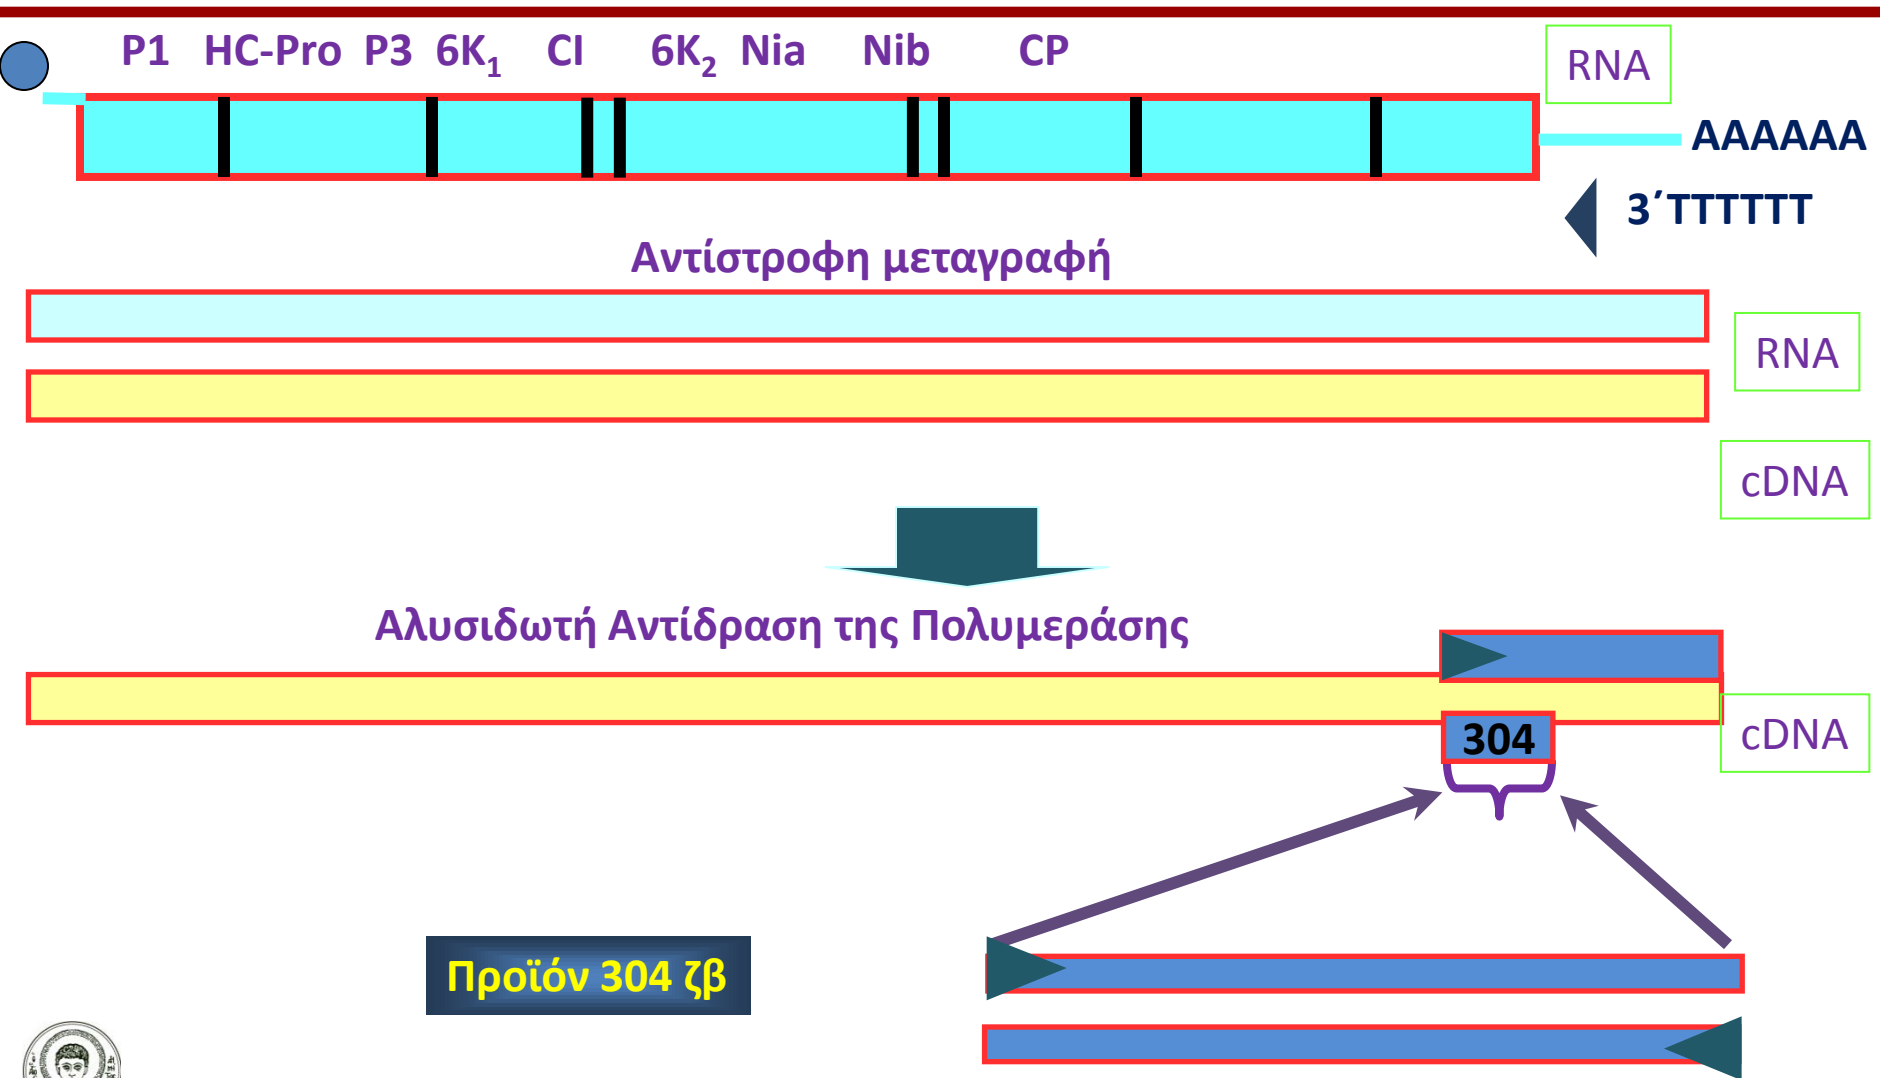 P1 HC-Pro P3 6K₁ CI 6K₂ Nia Nib CP
RNA
AAAAAA
3΄TTTTTT
Αντίστροφη μεταγραφή
RNA
cDNA
Αλυσιδωτή Αντίδραση της Πολυμεράσης
cDNA
304
Προϊόν 304 ζβ